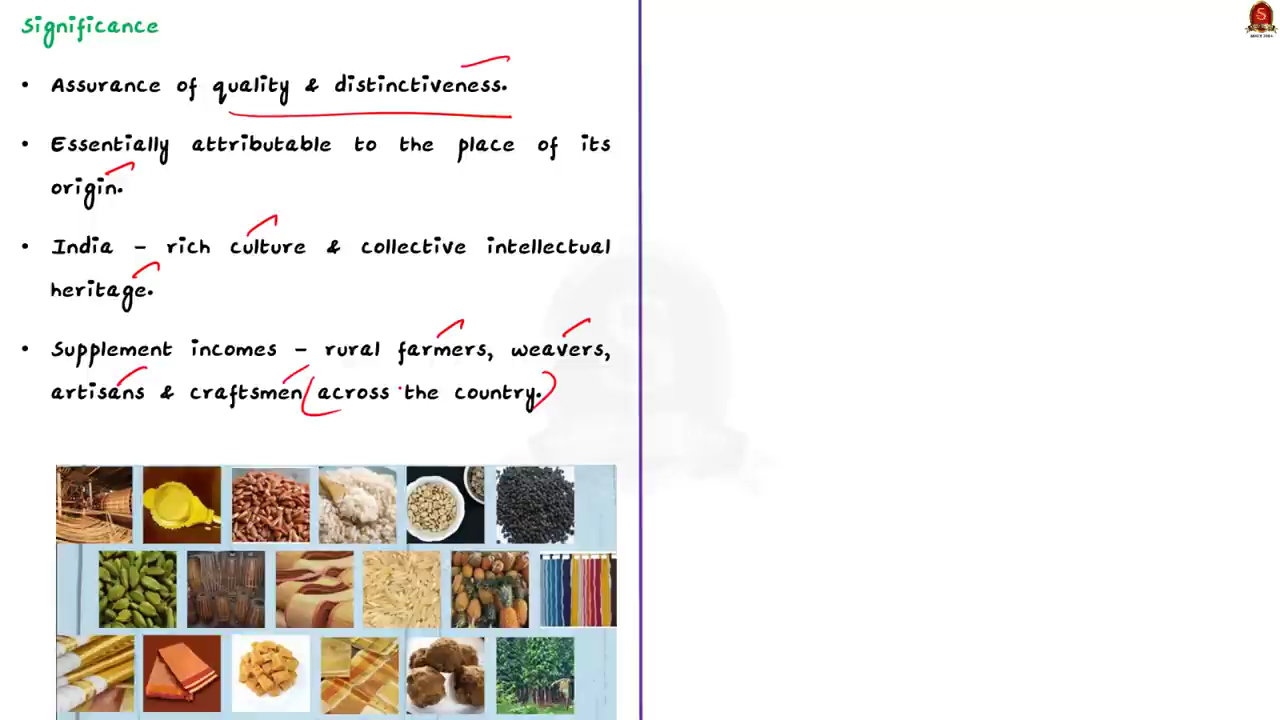 Significance
• Assurance of quality & distinctiveness.
• Essentially attributable to the place of its
origin.
• India – rich culture & collective intellectual
heritage.
• Supplement incomes – rural farmers, weavers,
artisans & craftsmen (across the country.)